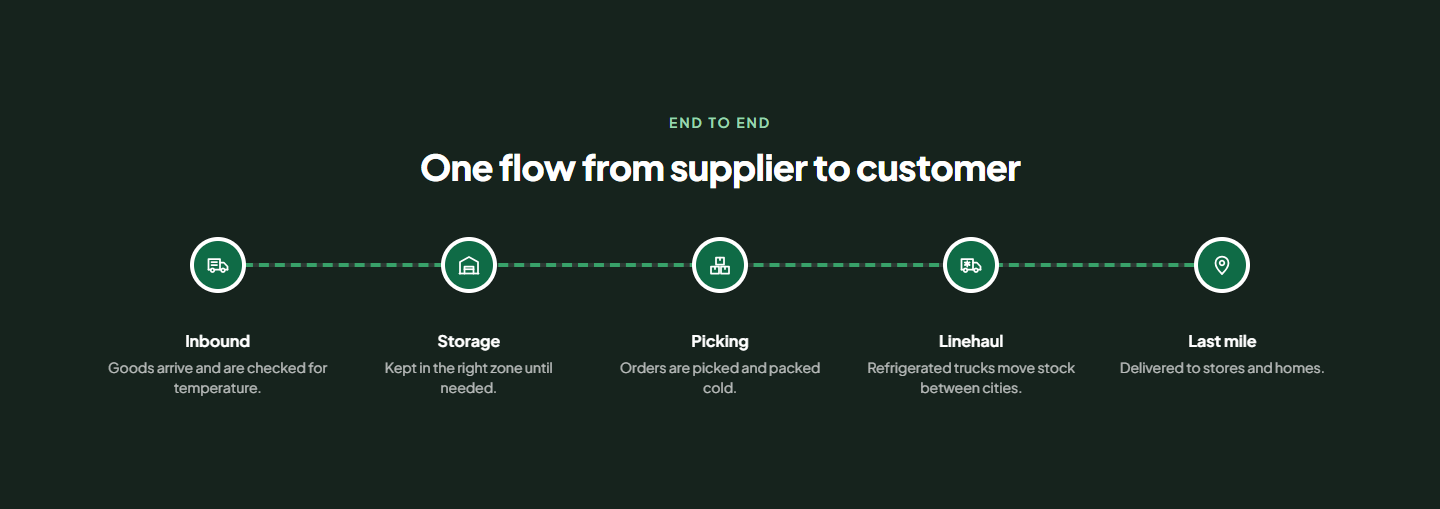 END TO END
One flow from supplier to customer
Inbound
Goods arrive and are checked for
temperature.
Storage
Kept in the right zone until
needed.
Picking
Orders are picked and packed
cold.
Linehaul
Refrigerated trucks move stock
between cities.
Last mile
Delivered to stores and homes.